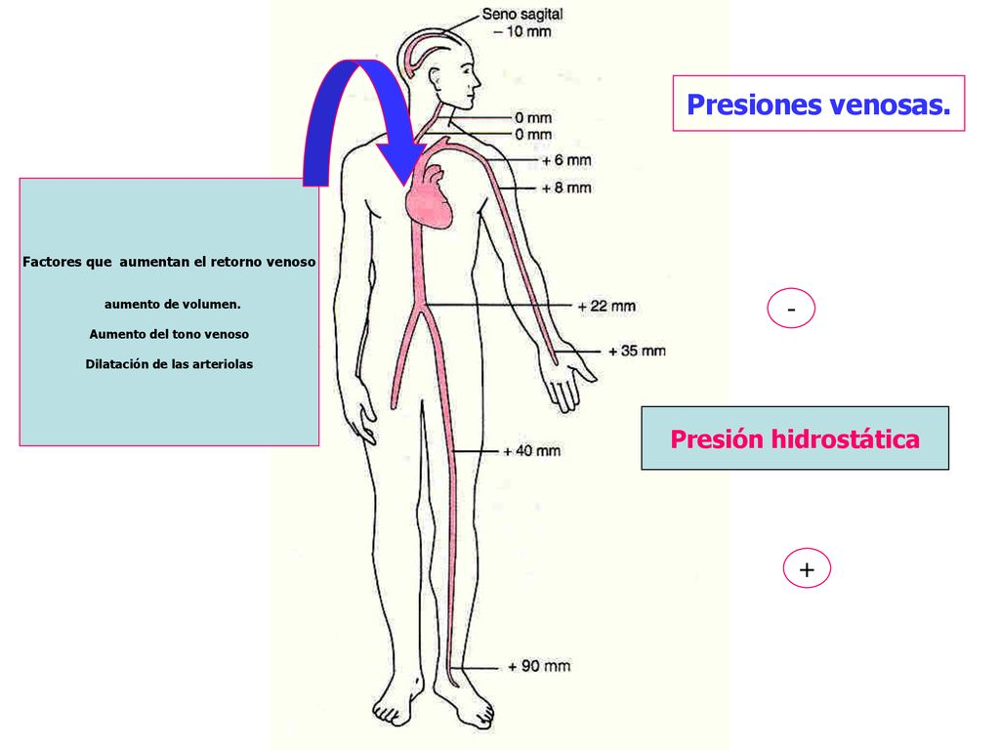 Seno sagital
– 10 mm
Presiones venosas.
0 mm
0 mm
+ 6 mm
+ 8 mm
Factores que aumentan el retorno venoso
aumento de volumen.
Aumento del tono venoso
Dilatación de las arteriolas
+ 22 mm
-
+ 35 mm
Presión hidrostática
+ 40 mm
+
+ 90 mm